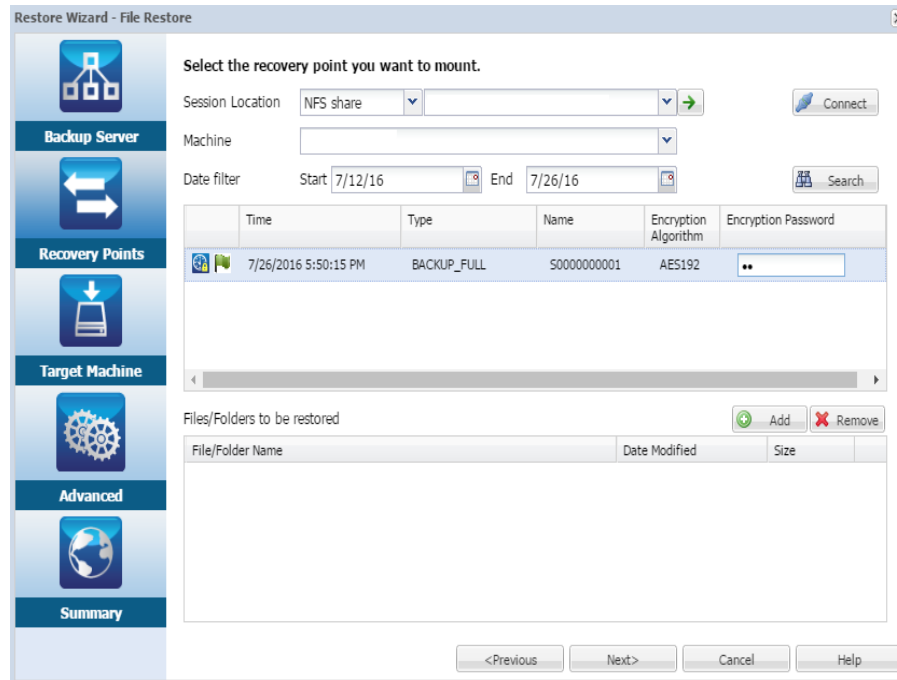 Restore Wizard - File Restore
Backup Server
Recovery Points
Target Machine
Advanced
Summary
Select the recovery point you want to mount.
Session Location NFS share Connect
Machine
Date filter Start 7/12/16 End 7/26/16 Search
Time Type Name Encryption Algorithm Encryption Password
7/26/2016 5:50:15 PM BACKUP_FULL S0000000001 AES192 ••
Files/Folders to be restored Add Remove
File/Folder Name Date Modified Size
<Previous Next> Cancel Help